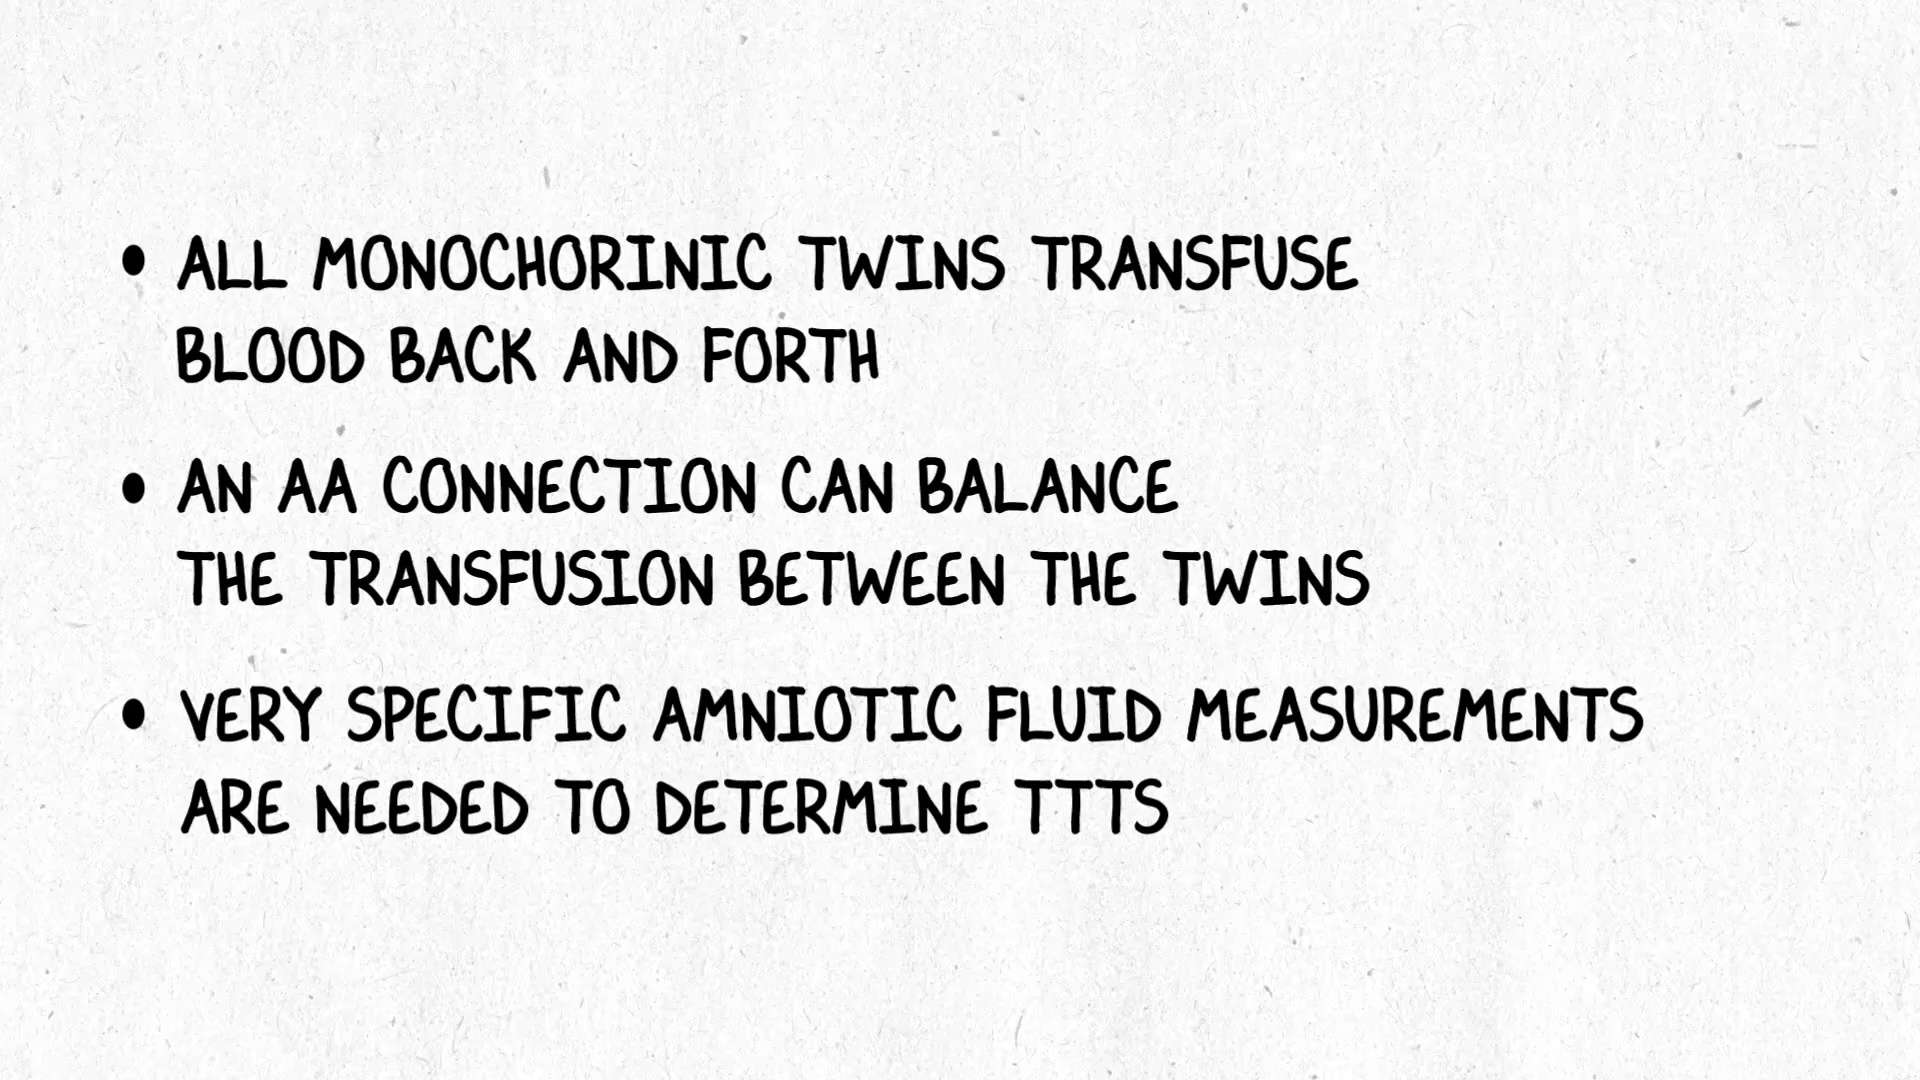 • ALL MONOCHORINIC TWINS TRANSFUSE
BLOOD BACK AND FORTH
• AN AA CONNECTION CAN BALANCE
THE TRANSFUSION BETWEEN THE TWINS
• VERY SPECIFIC AMNIOTIC FLUID MEASUREMENTS
ARE NEEDED TO DETERMINE TTTS